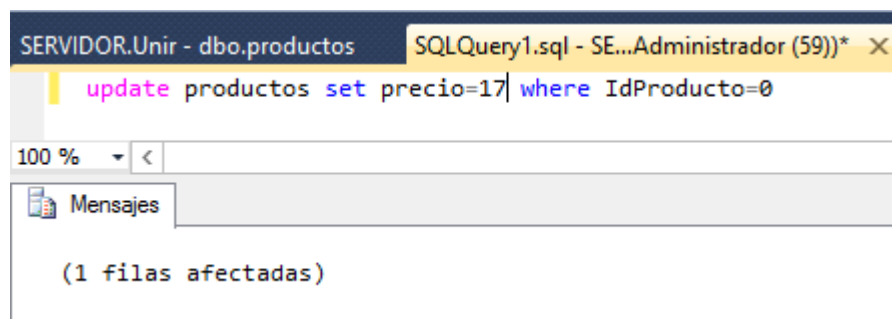 SERVIDOR.Unir - dbo.productos SQLQuery1.sql - SE...Administrador (59))* ×
update productos set precio=17 where IdProducto=0
100 % <
Mensajes
(1 filas afectadas)